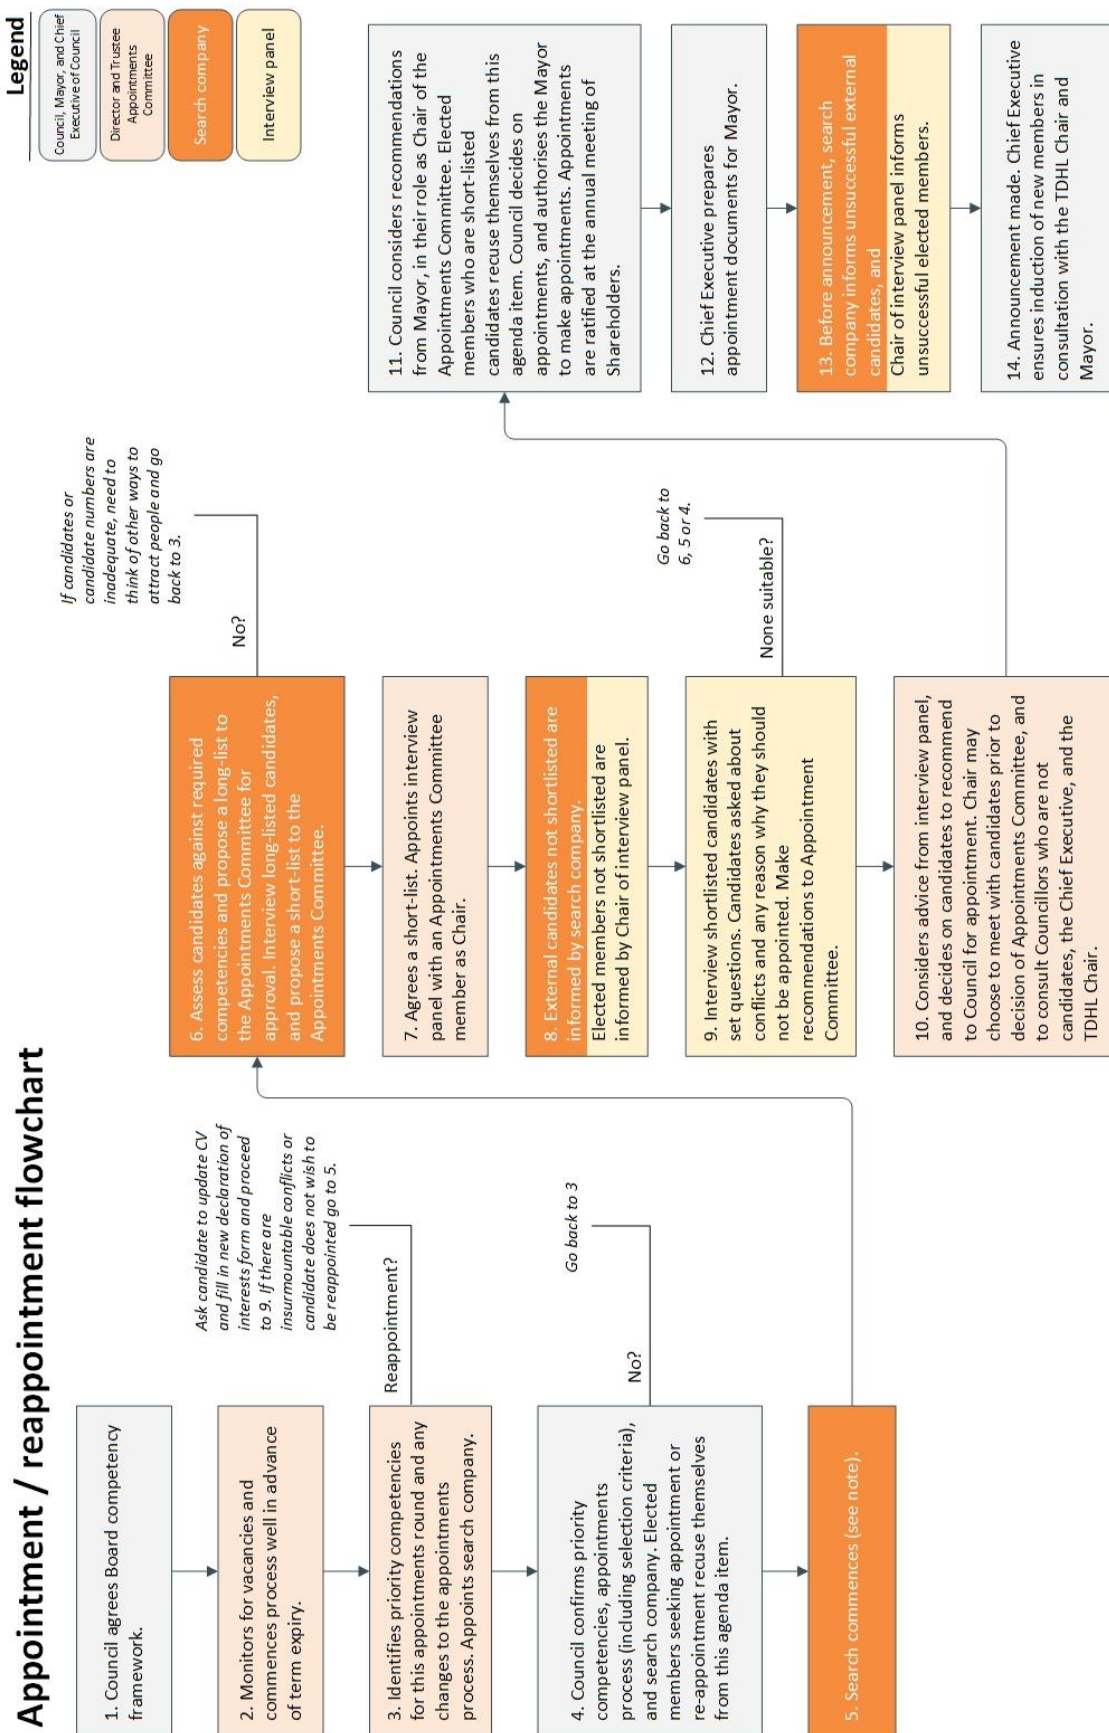 Appointment / reappointment flowchart
Legend
Council, Mayor, and Chief
Executive of Council
Director and Trustee
Appointments
Committee
Search company
Interview panel
1. Council agrees Board competency
framework.
2. Monitors for vacancies and
commences process well in advance
of term expiry.
3. Identifies priority competencies
for this appointments round and any
changes to the appointments
process. Appoints search company.
Reappointment?
Ask candidate to update CV
and fill in new declaration of
interests form and proceed
to 9. If there are
insurmountable conflicts or
candidate does not wish to
be reappointed go to 5.
4. Council confirms priority
competencies, appointments
process (including selection criteria),
and search company. Elected
members seeking appointment or
re-appointment recuse themselves
from this agenda item.
No?
Go back to 3
5. Search commences (see note).
6. Assess candidates against required
competencies and propose a long-list to
the Appointments Committee for
approval. Interview long-listed candidates,
and propose a short-list to the
Appointments Committee.
No?
If candidates or
candidate numbers are
inadequate, need to
think of other ways to
attract people and go
back to 3.
7. Agrees a short-list. Appoints interview
panel with an Appointments Committee
member as Chair.
8. External candidates not shortlisted are
informed by search company.
Elected members not shortlisted are
informed by Chair of interview panel.
9. Interview shortlisted candidates with
set questions. Candidates asked about
conflicts and any reason why they should
not be appointed. Make
recommendations to Appointment
Committee.
None suitable?
Go back to
6, 5 or 4.
10. Considers advice from interview panel,
and decides on candidates to recommend
to Council for appointment. Chair may
choose to meet with candidates prior to
decision of Appointments Committee, and
to consult Councillors who are not
candidates, the Chief Executive, and the
TDHL Chair.
11. Council considers recommendations
from Mayor, in their role as Chair of the
Appointments Committee. Elected
members who are short-listed
candidates recuse themselves from this
agenda item. Council decides on
appointments, and authorises the Mayor
to make appointments. Appointments
are ratified at the annual meeting of
Shareholders.
12. Chief Executive prepares
appointment documents for Mayor.
13. Before announcement, search
company informs unsuccessful external
candidates, and
Chair of interview panel informs
unsuccessful elected members.
14. Announcement made. Chief Executive
ensures induction of new members in
consultation with the TDHL Chair and
Mayor.